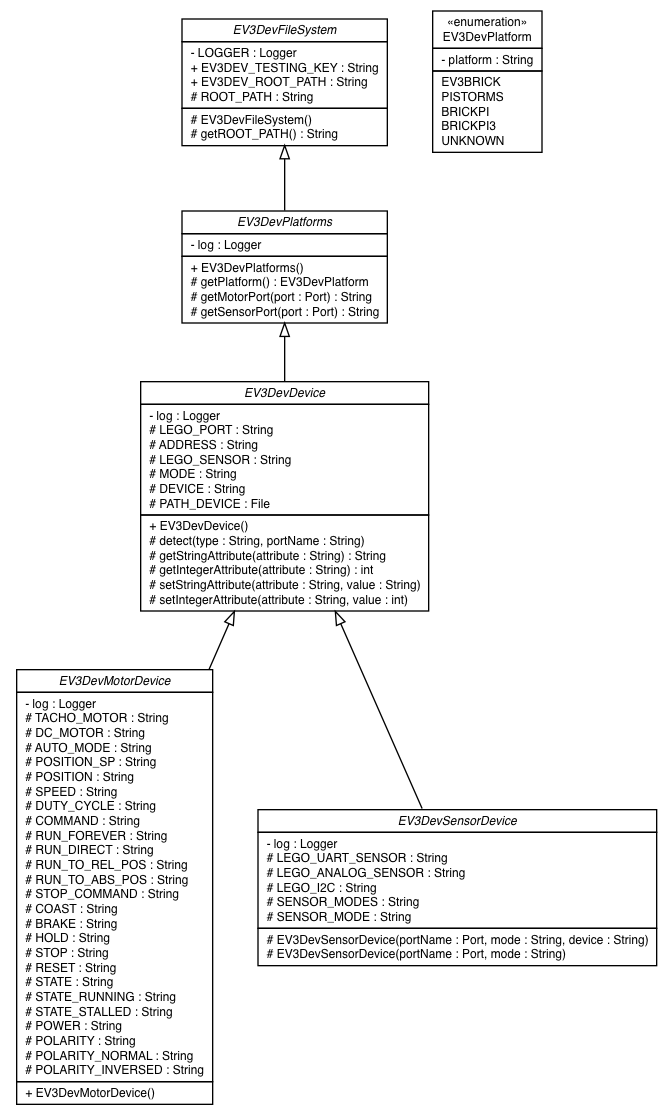 EV3DevFileSystem
- LOGGER : Logger
+ EV3DEV_TESTING_KEY : String
+ EV3DEV_ROOT_PATH : String
# ROOT_PATH : String
# EV3DevFileSystem()
# getROOT_PATH() : String
«enumeration»
EV3DevPlatform
- platform : String
EV3BRICK
PISTORMS
BRICKPI
BRICKPI3
UNKNOWN
EV3DevPlatforms
- log : Logger
+ EV3DevPlatforms()
# getPlatform() : EV3DevPlatform
# getMotorPort(port : Port) : String
# getSensorPort(port : Port) : String
EV3DevDevice
- log : Logger
# LEGO_PORT : String
# ADDRESS : String
# LEGO_SENSOR : String
# MODE : String
# DEVICE : String
# PATH_DEVICE : File
+ EV3DevDevice()
# detect(type : String, portName : String)
# getStringAttribute(attribute : String) : String
# getIntegerAttribute(attribute : String) : int
# setStringAttribute(attribute : String, value : String)
# setIntegerAttribute(attribute : String, value : int)
EV3DevMotorDevice
- log : Logger
# TACHO_MOTOR : String
# DC_MOTOR : String
# AUTO_MODE : String
# POSITION_SP : String
# POSITION : String
# SPEED : String
# DUTY_CYCLE : String
# COMMAND : String
# RUN_FOREVER : String
# RUN_DIRECT : String
# RUN_TO_REL_POS : String
# RUN_TO_ABS_POS : String
# STOP_COMMAND : String
# COAST : String
# BRAKE : String
# HOLD : String
# STOP : String
# RESET : String
# STATE : String
# STATE_RUNNING : String
# STATE_STALLED : String
# POWER : String
# POLARITY : String
# POLARITY_NORMAL : String
# POLARITY_INVERSED : String
+ EV3DevMotorDevice()
EV3DevSensorDevice
- log : Logger
# LEGO_UART_SENSOR : String
# LEGO_ANALOG_SENSOR : String
# LEGO_I2C : String
# SENSOR_MODES : String
# SENSOR_MODE : String
# EV3DevSensorDevice(portName : Port, mode : String, device : String)
# EV3DevSensorDevice(portName : Port, mode : String)